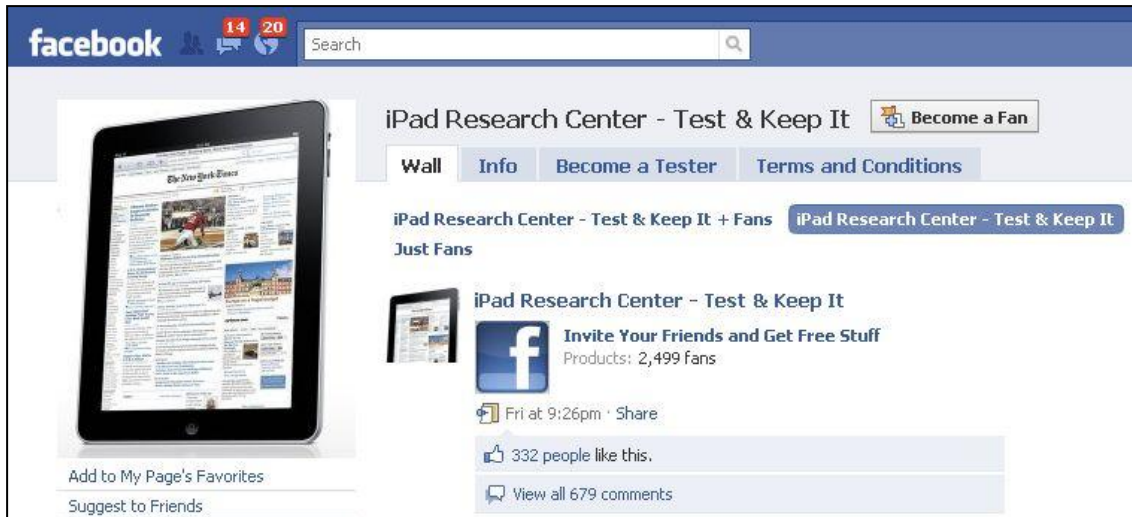 facebook
14
20
Search
iPad Research Center - Test & Keep It
Become a Fan
Wall Info Become a Tester Terms and Conditions
iPad Research Center - Test & Keep It + Fans iPad Research Center - Test & Keep It
Just Fans
The New York Times
iPad Research Center - Test & Keep It
Invite Your Friends and Get Free Stuff
Products: 2,499 fans
Fri at 9:26pm · Share
332 people like this.
View all 679 comments
Add to My Page's Favorites
Suggest to Friends